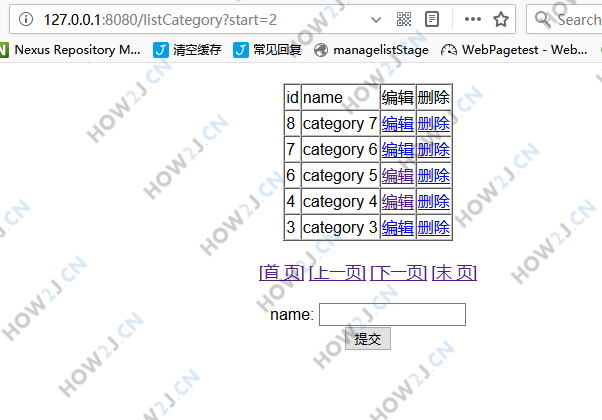 127.0.0.1:8080/listCategory?start=2 Search
Nexus Repository M... 清空缓存 常见回复 managelistStage WebPagetest - Web...
id name 编辑 删除
8 category 7 编辑 删除
7 category 6 编辑 删除
6 category 5 编辑 删除
4 category 4 编辑 删除
3 category 3 编辑 删除
[首 页] [上一页] [下一页] [末 页]
name:
提交
HOW2J.CN
HOW2J.CN
HOW2J.CN
HOW2J.CN
HOW2J.CN
HOW2J.CN
HOW2J.CN
HOW2J.CN
HOW2J.CN